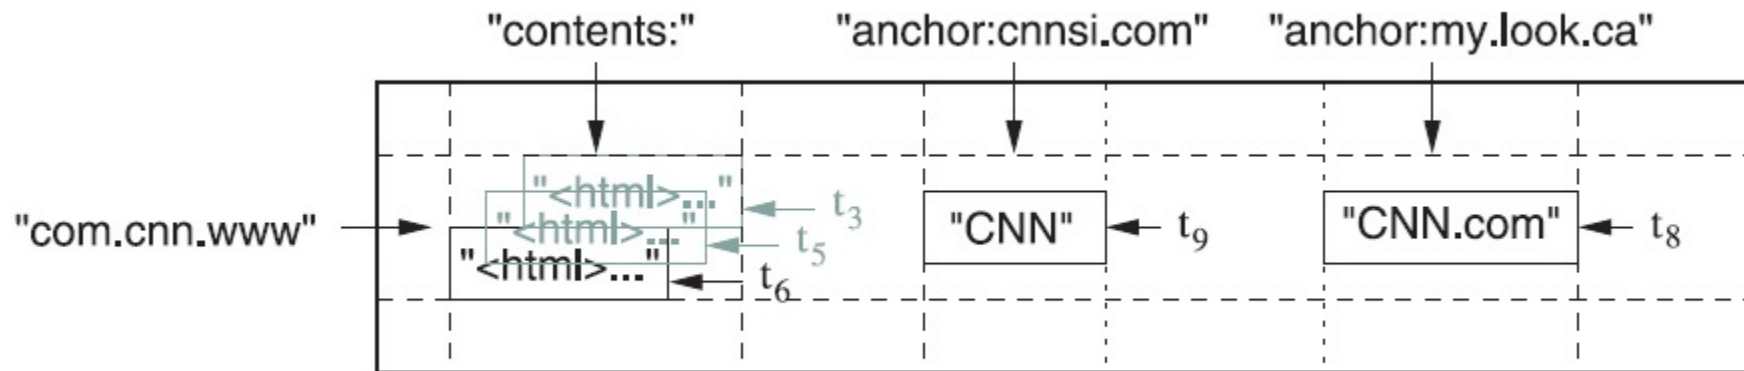 "contents:" "anchor:cnnsi.com" "anchor:my.look.ca"
"<html>..." t3
"com.cnn.www" "<html>..." t5 "CNN" t9 "CNN.com" t8
"<html>..." t6